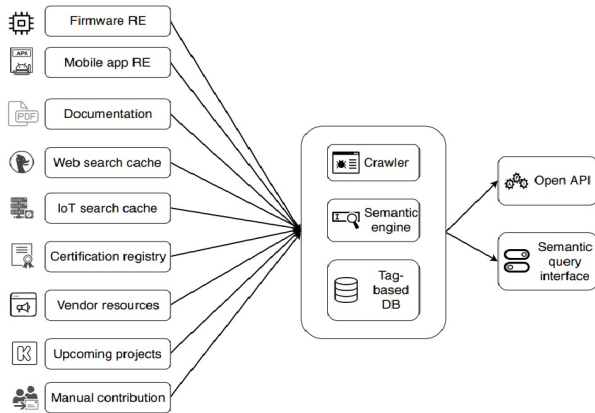 Firmware RE
APK
Mobile app RE
PDF
Documentation
Web search cache
IoT search cache
Certification registry
Vendor resources
K
Upcoming projects
Manual contribution
Crawler
Semantic
engine
Tag-
based
DB
Open API
Semantic
query
interface